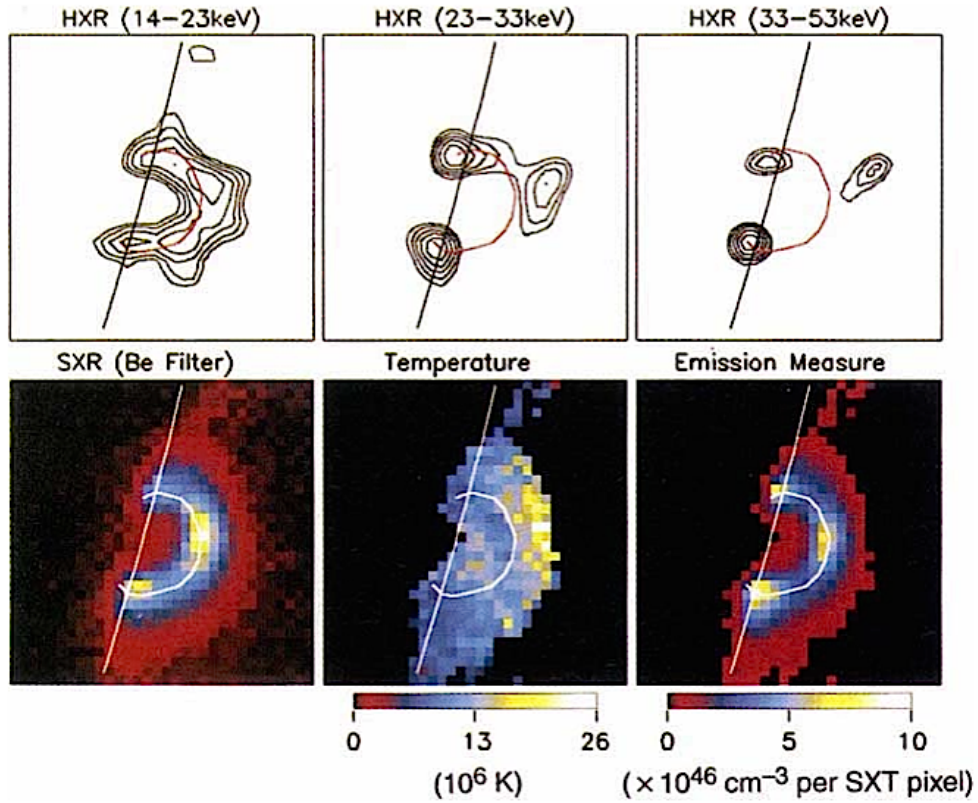 HXR (14-23keV) HXR (23-33keV) HXR (33-53keV)
SXR (Be Filter) Temperature Emission Measure
0 13 26 0 5 10
(10⁶ K) (×10⁴⁶ cm⁻³ per SXT pixel)